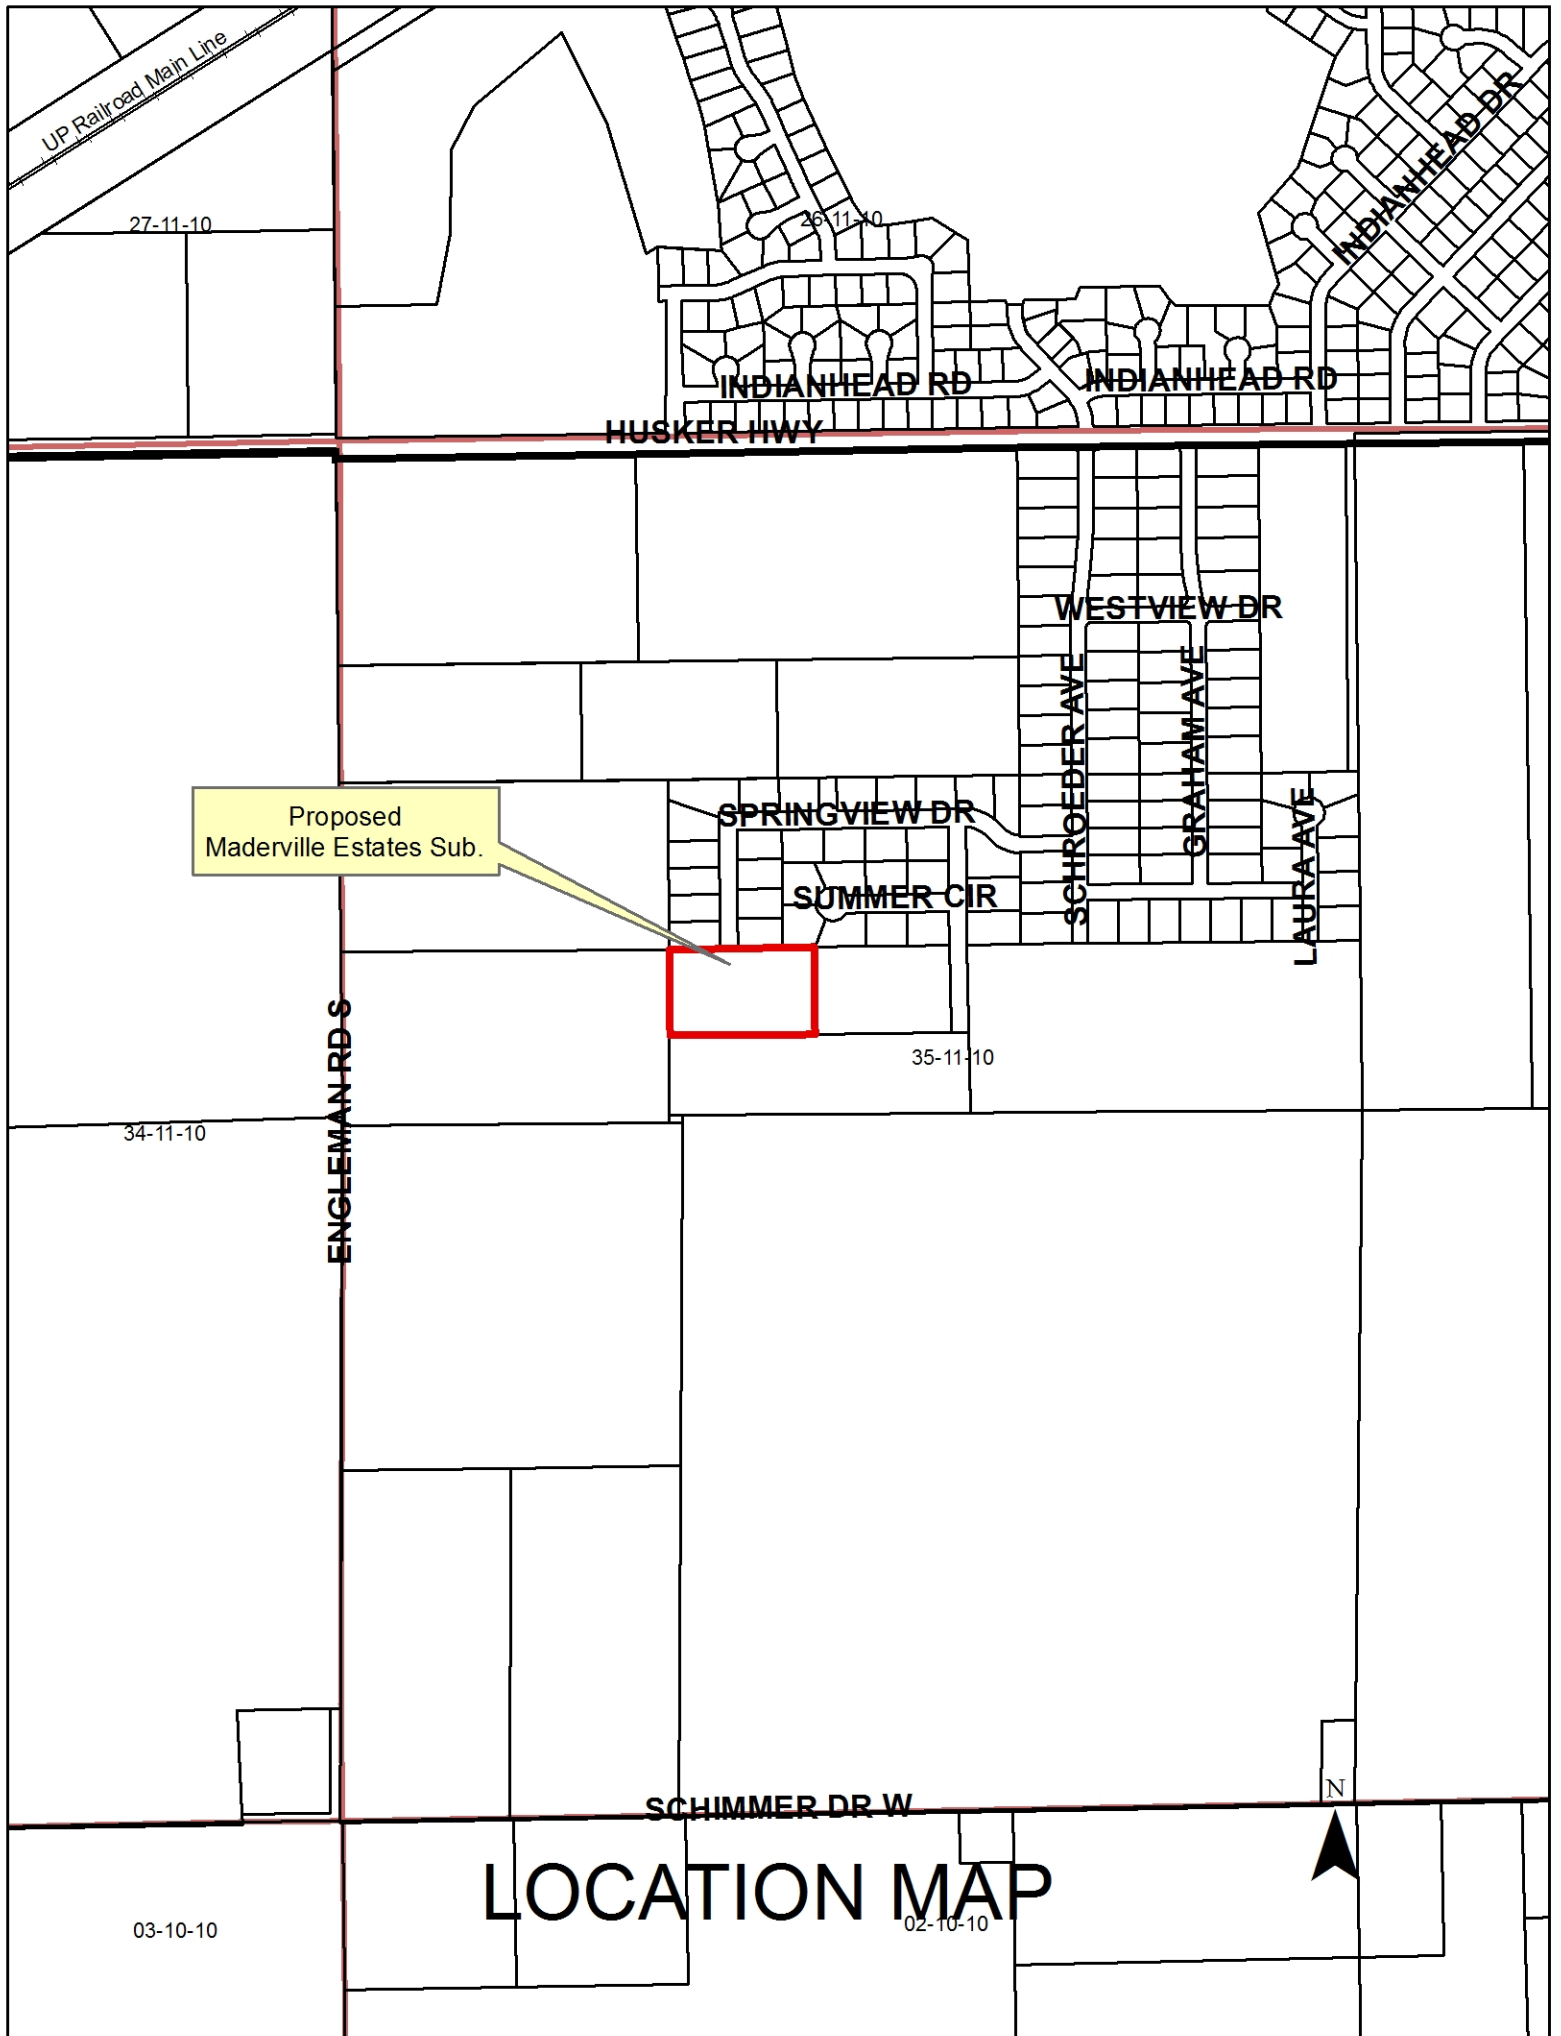 UP Railroad Main Line
INDIANHEAD DR
27-11-10
26-11-10
INDIANHEAD RD
INDIANHEAD RD
HUSKER HWY
WESTVIEW DR
SCHROEDER AVE
GRAHAM AVE
Proposed
Maderville Estates Sub.
SPRINGVIEW DR
LAURA AVE
SUMMER CIR
ENGLEMAN RD S
35-11-10
34-11-10
N
SCHIMMER DR W
LOCATION MAP
03-10-10
02-10-10